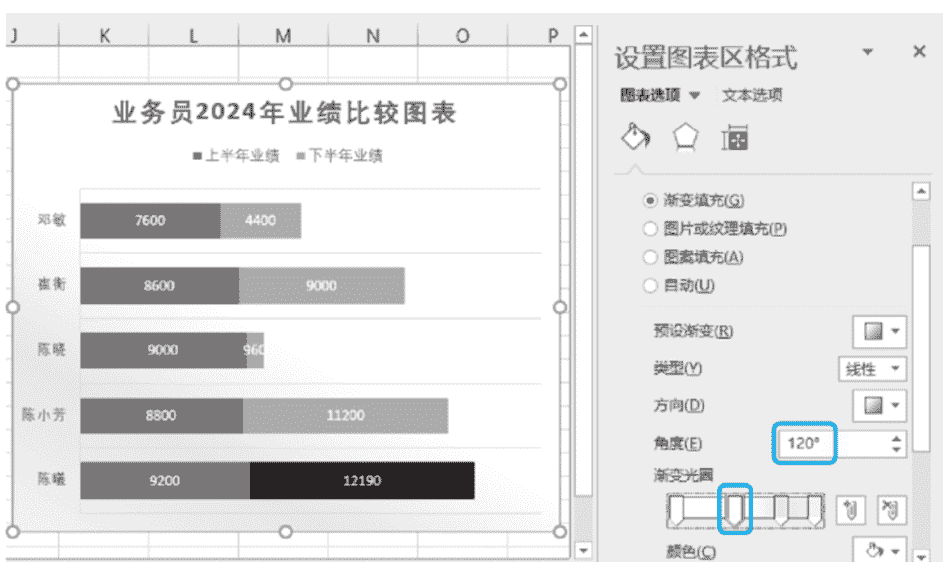 J K L M N O P
业务员2024年业绩比较图表
■上半年业绩 ■下半年业绩
邓敏 7600 4400
崔衡 8600 9000
陈晓 9000 960
陈小芳 8800 11200
陈曦 9200 12190
设置图表区格式
图表选项 文本选项
渐变填充(G)
图片或纹理填充(P)
图案填充(A)
自动(U)
预设渐变(R)
类型(Y) 线性
方向(D)
角度(E) 120°
渐变光圈
颜色(C)